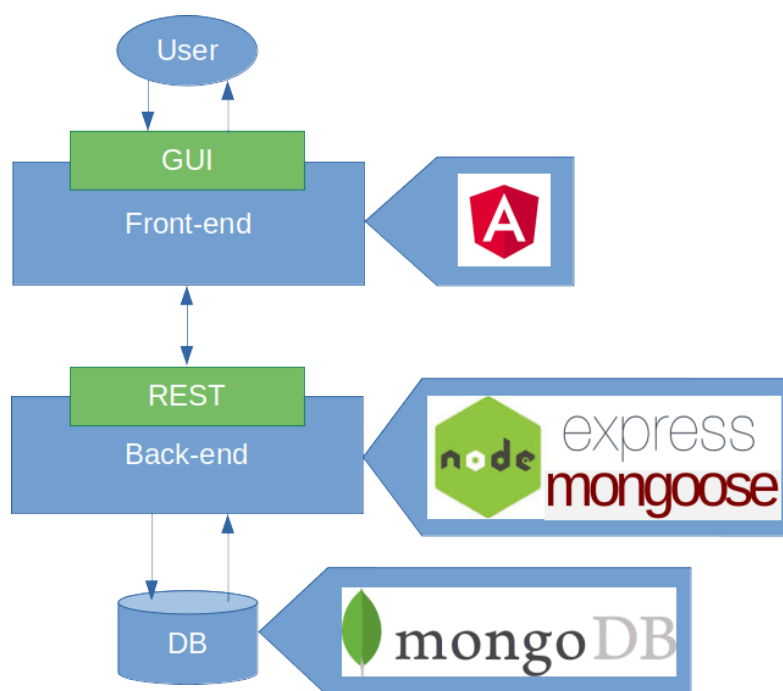 User
GUI
Front-end
A
REST
Back-end
node
express
mongoose
DB
mongoDB